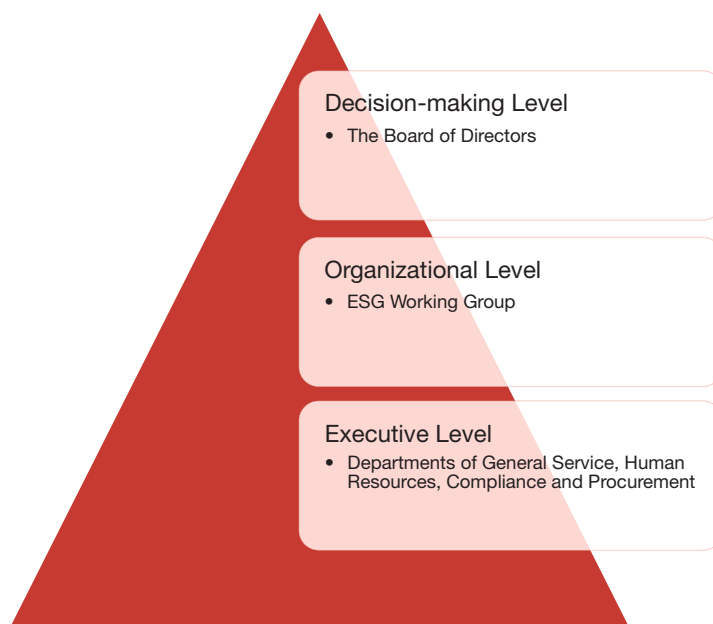 Decision-making Level
• The Board of Directors
Organizational Level
• ESG Working Group
Executive Level
• Departments of General Service, Human
Resources, Compliance and Procurement